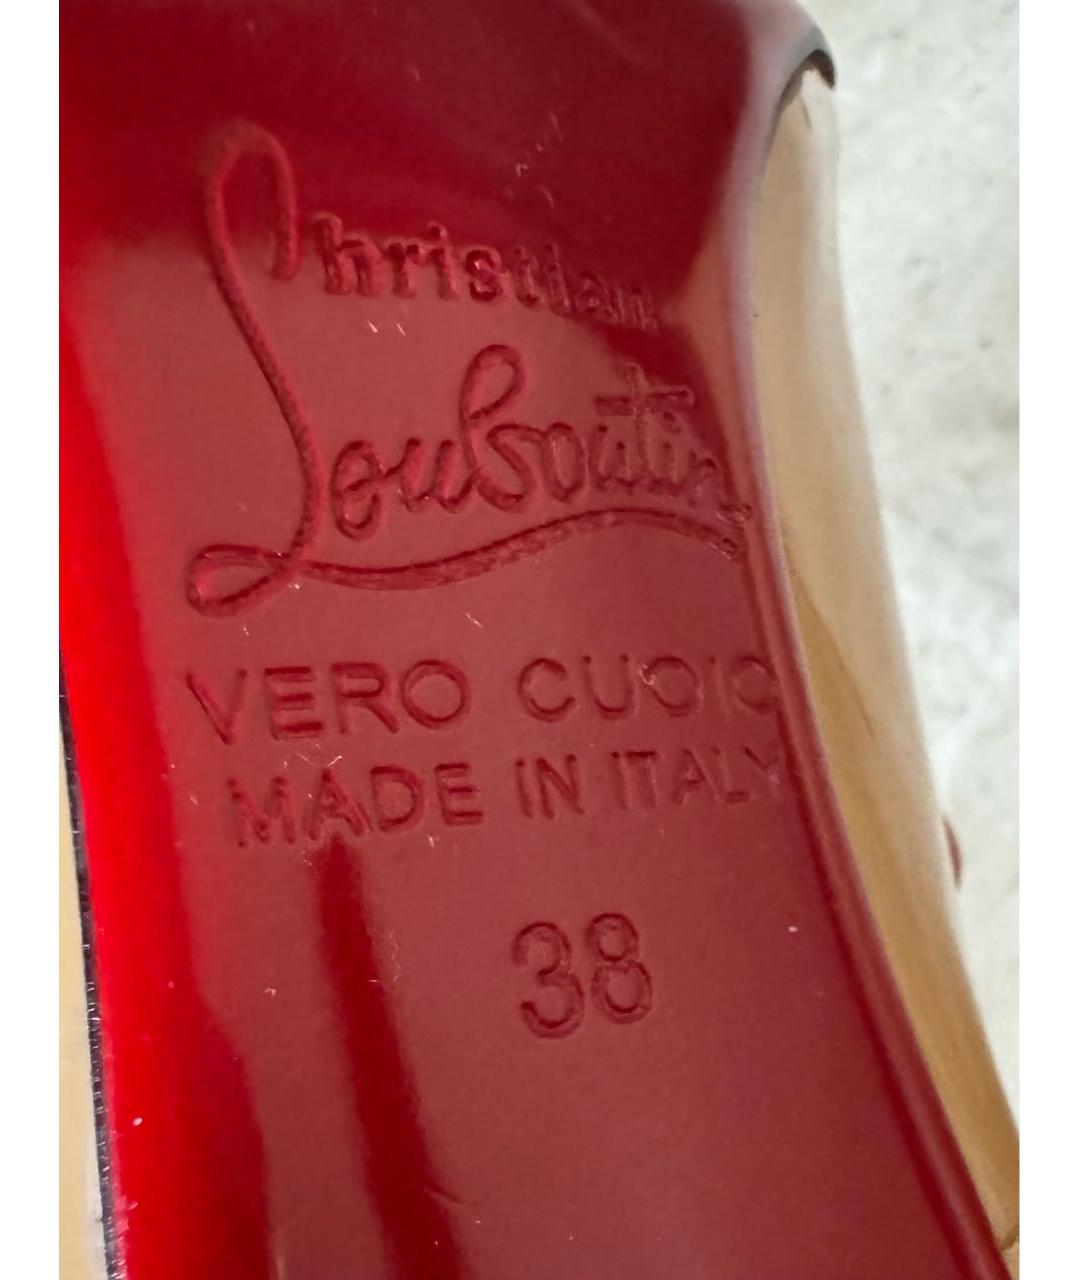 Christian
Louboutin
VERO CUOIO
MADE IN ITALY
38